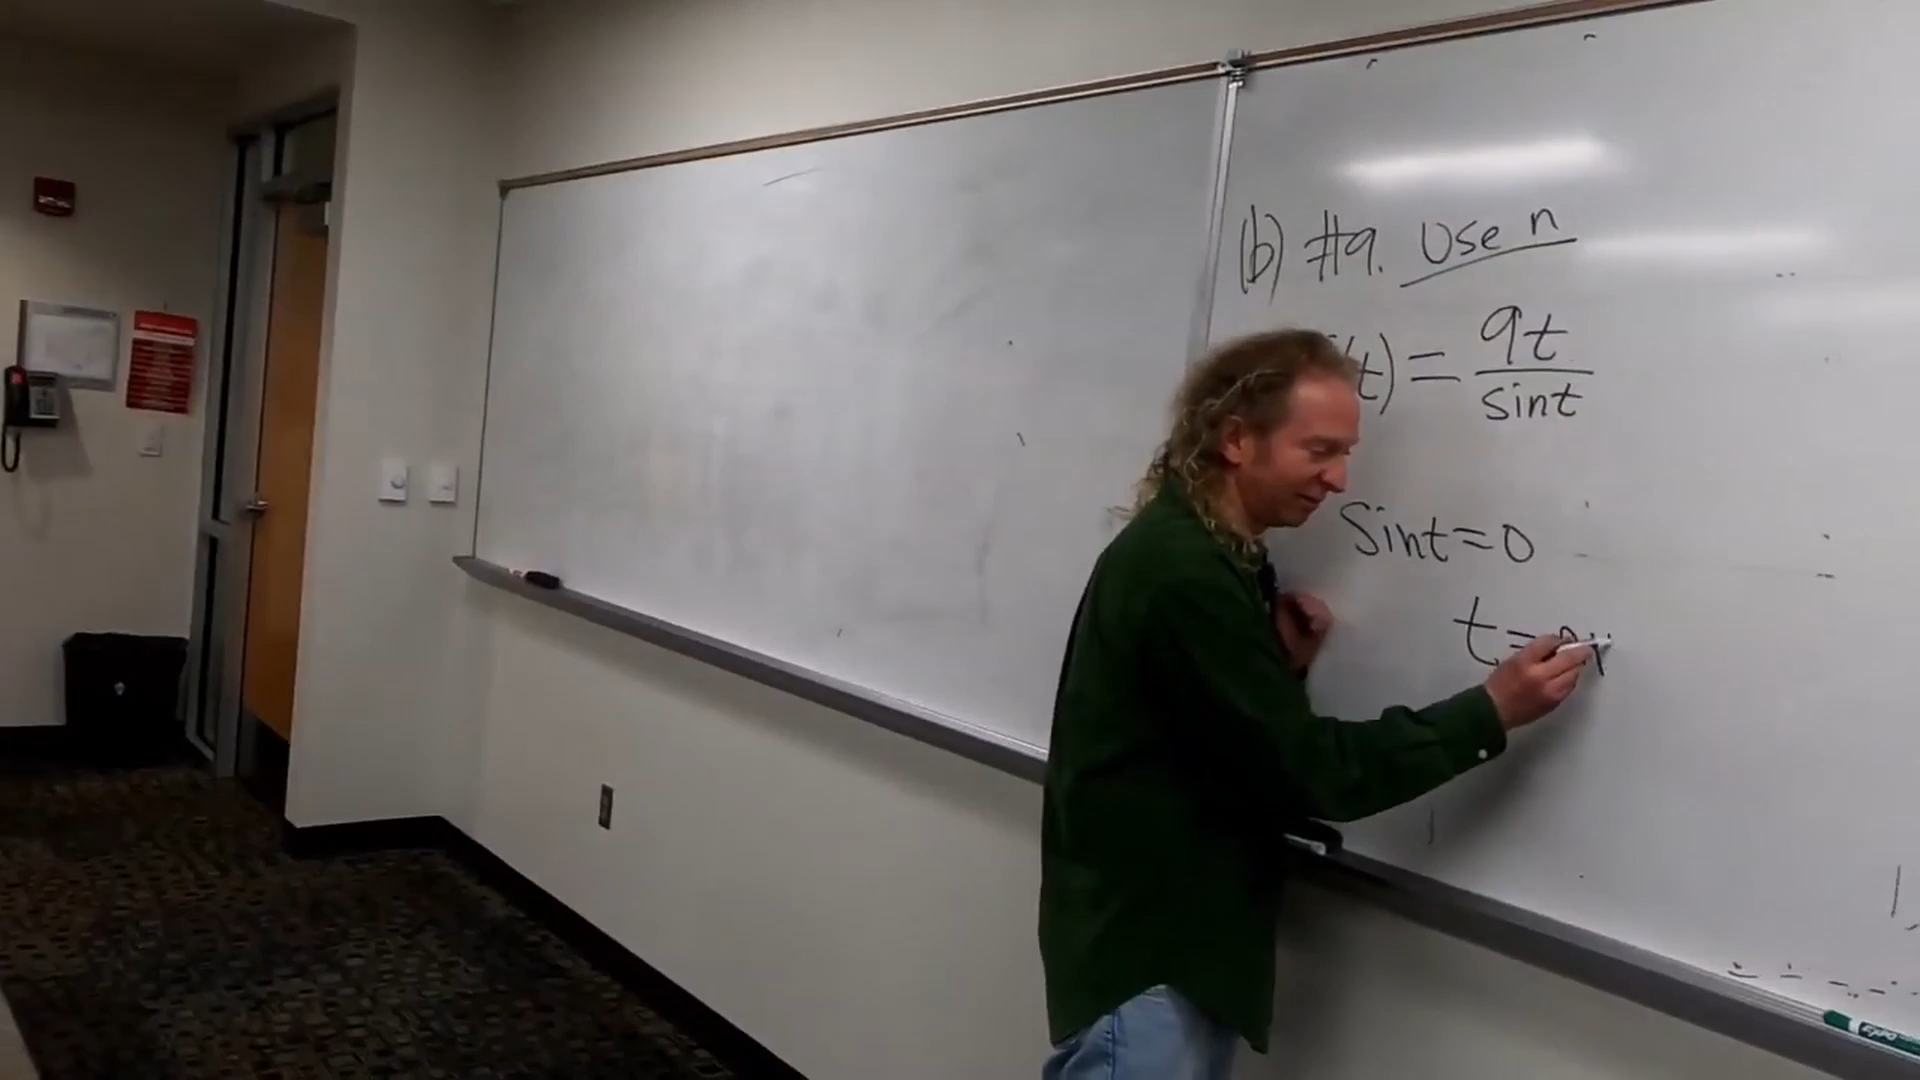 (b) #9. Use n
(t) = 9t / sint
Sint=0
t=